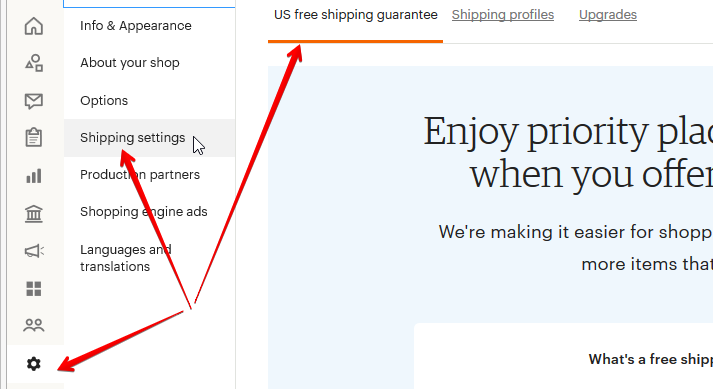 US free shipping guarantee Shipping profiles Upgrades
Info & Appearance
About your shop
Options
Shipping settings
Production partners
Shopping engine ads
Languages and
translations
Enjoy priority plac
when you offer
We're making it easier for shopp
more items that
What's a free shipp